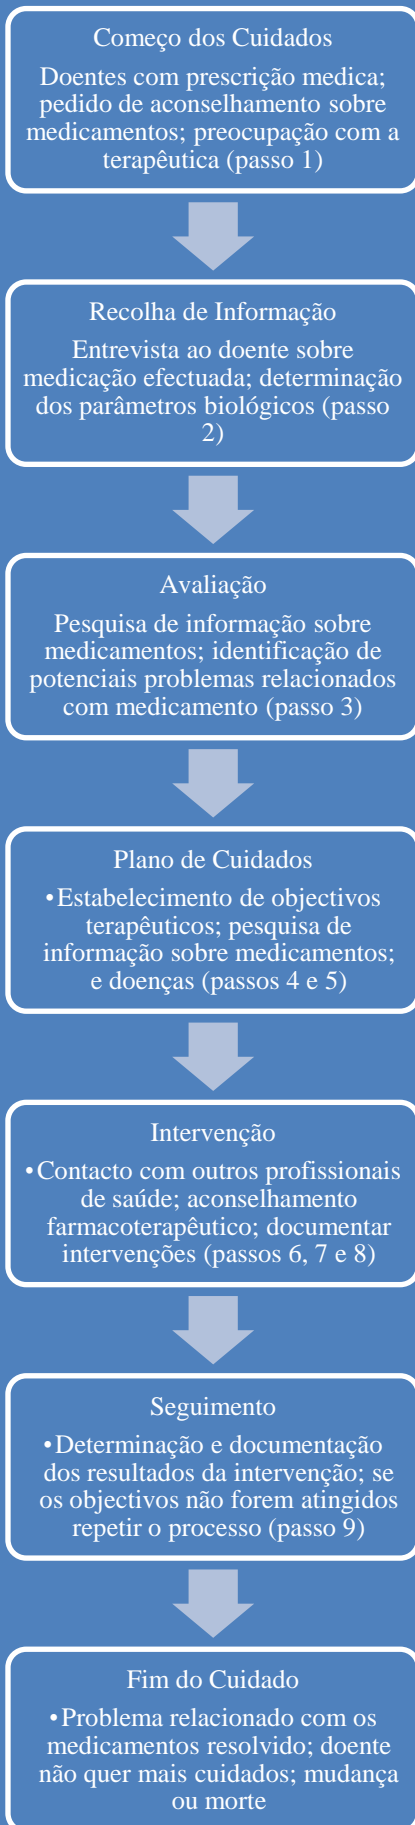 Começo dos Cuidados
Doentes com prescrição medica;
pedido de aconselhamento sobre
medicamentos; preocupação com a
terapêutica (passo 1)
Recolha de Informação
Entrevista ao doente sobre
medicação efectuada; determinação
dos parâmetros biológicos (passo
2)
Avaliação
Pesquisa de informação sobre
medicamentos; identificação de
potenciais problemas relacionados
com medicamento (passo 3)
Plano de Cuidados
•Estabelecimento de objectivos
terapêuticos; pesquisa de
informação sobre medicamentos;
e doenças (passos 4 e 5)
Intervenção
•Contacto com outros profissionais
de saúde; aconselhamento
farmacoterapêutico; documentar
intervenções (passos 6, 7 e 8)
Seguimento
•Determinação e documentação
dos resultados da intervenção; se
os objectivos não forem atingidos
repetir o processo (passo 9)
Fim do Cuidado
•Problema relacionado com os
medicamentos resolvido; doente
não quer mais cuidados; mudança
ou morte